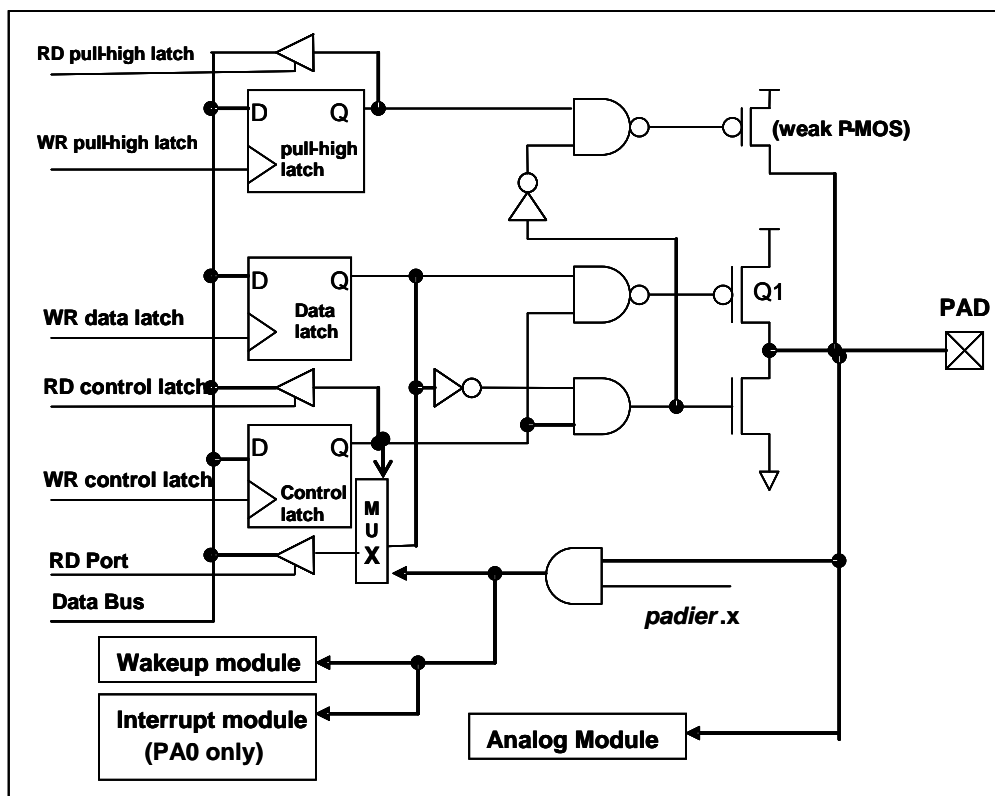 RD pull-high latch
D
Q
WR pull-high latch
pull-high
latch
(weak P-MOS)
D
Q
WR data latch
Data
latch
Q1
PAD
RD control latch
D
Q
WR control latch
Control
latch
MUX
RD Port
Data Bus
padier.x
Wakeup module
Interrupt module
(PA0 only)
Analog Module